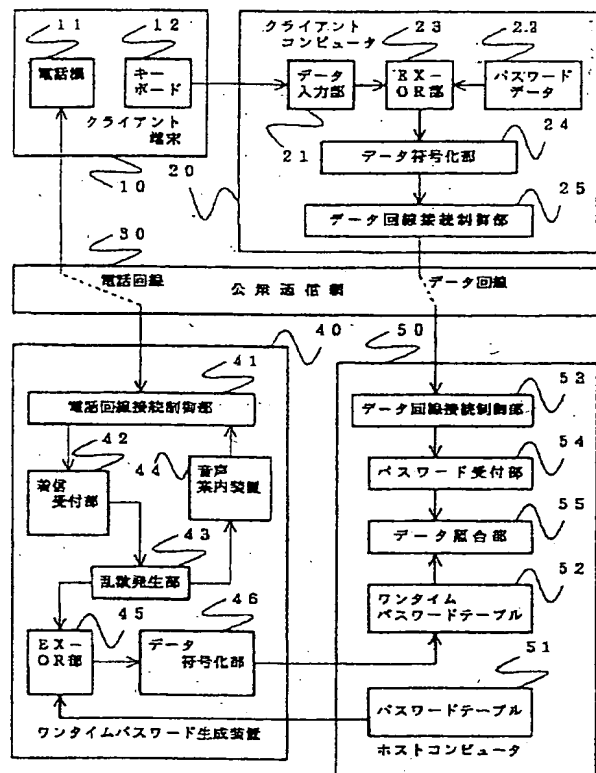 11
12
電話機
キー
ボード
クライアント
端末
10
20
クライアント
コンピュータ
23
22
データ
入力部
EX-
OR部
パスワード
データ
21
24
データ符号化部
25
データ回線接続制御部
30
電話回線
公衆通信網
データ回線
40
50
41
電話回線接続制御部
42
44
着信
受付部
音声
案内装置
43
乱数発生部
45
46
EX-
OR部
データ
符号化部
ワンタイムパスワード生成装置
53
データ回線接続制御部
54
パスワード受付部
55
データ照合部
52
ワンタイム
パスワードテーブル
51
パスワードテーブル
ホストコンピュータ